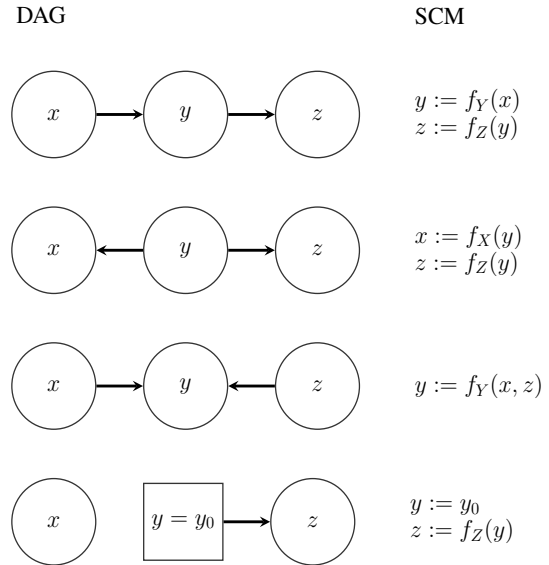 DAG SCM
x y z
y := f_Y(x)
z := f_Z(y)
x y z
x := f_X(y)
z := f_Z(y)
x y z
y := f_Y(x, z)
x y = y_0 z
y := y_0
z := f_Z(y)